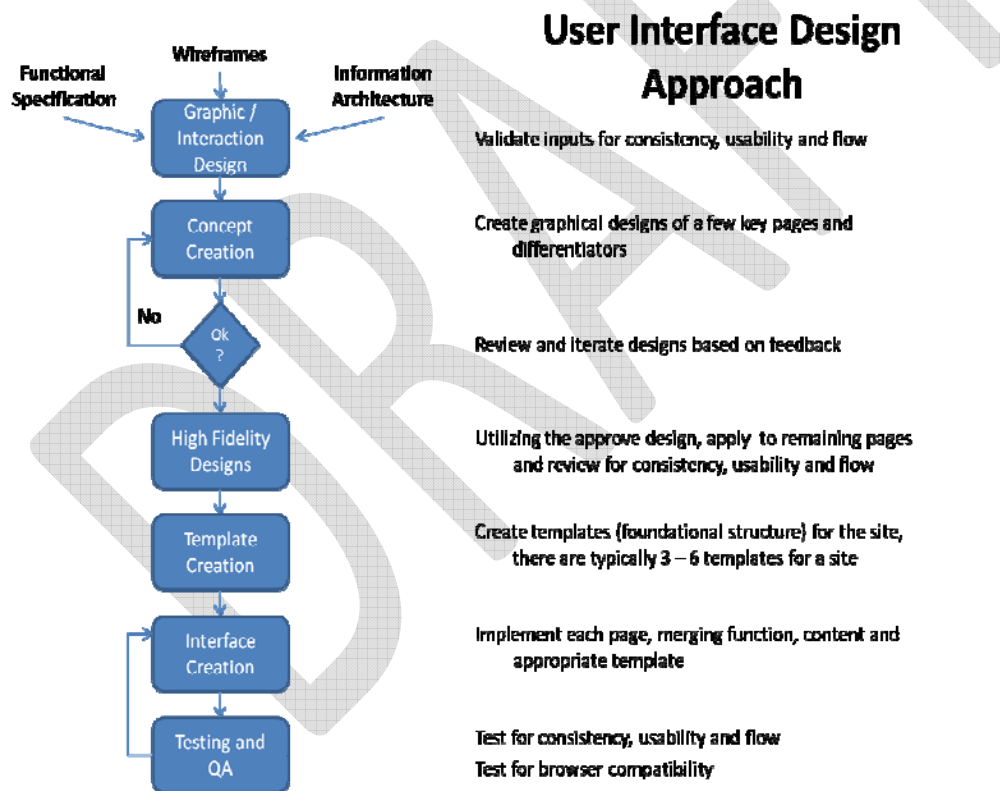 User Interface Design
Approach
Wireframes
Functional
Specification
Information
Architecture
Graphic /
Interaction
Design
Validate inputs for consistency, usability and flow
Concept
Creation
Create graphical designs of a few key pages and
differentiators
No
Ok
?
Review and iterate designs based on feedback
High Fidelity
Designs
Utilizing the approve design, apply to remaining pages
and review for consistency, usability and flow
Template
Creation
Create templates (foundational structure) for the site,
there are typically 3 – 6 templates for a site
Interface
Creation
Implement each page, merging function, content and
appropriate template
Testing and
QA
Test for consistency, usability and flow
Test for browser compatibility
DRAFT